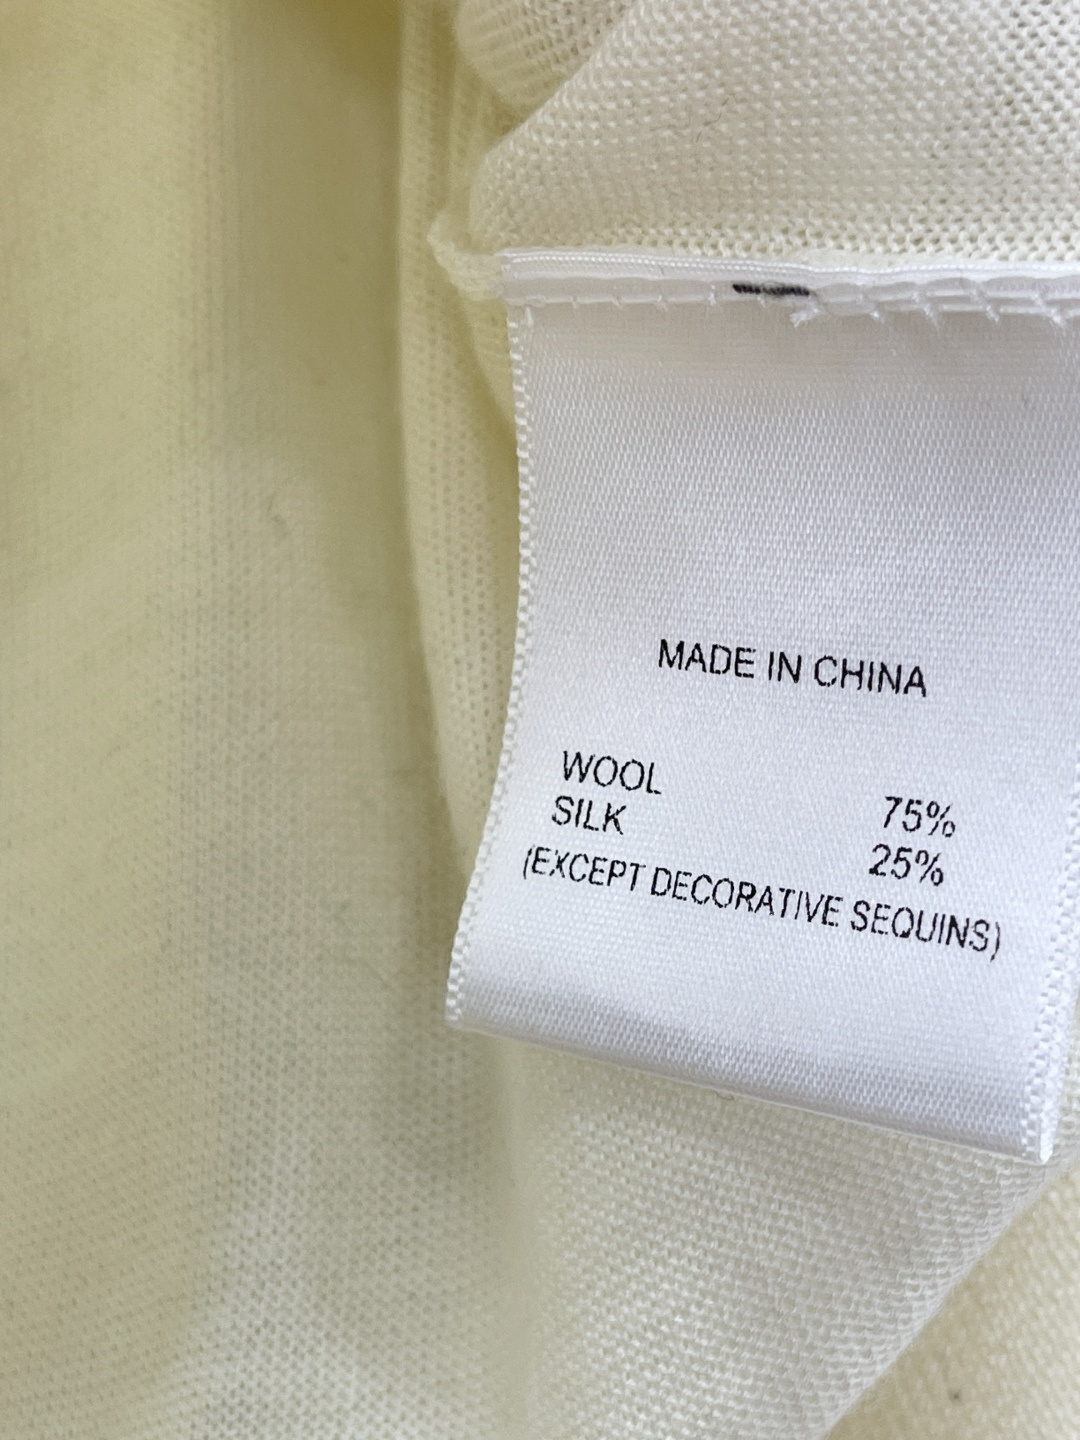 MADE IN CHINA
WOOL 75%
SILK 25%
(EXCEPT DECORATIVE SEQUINS)